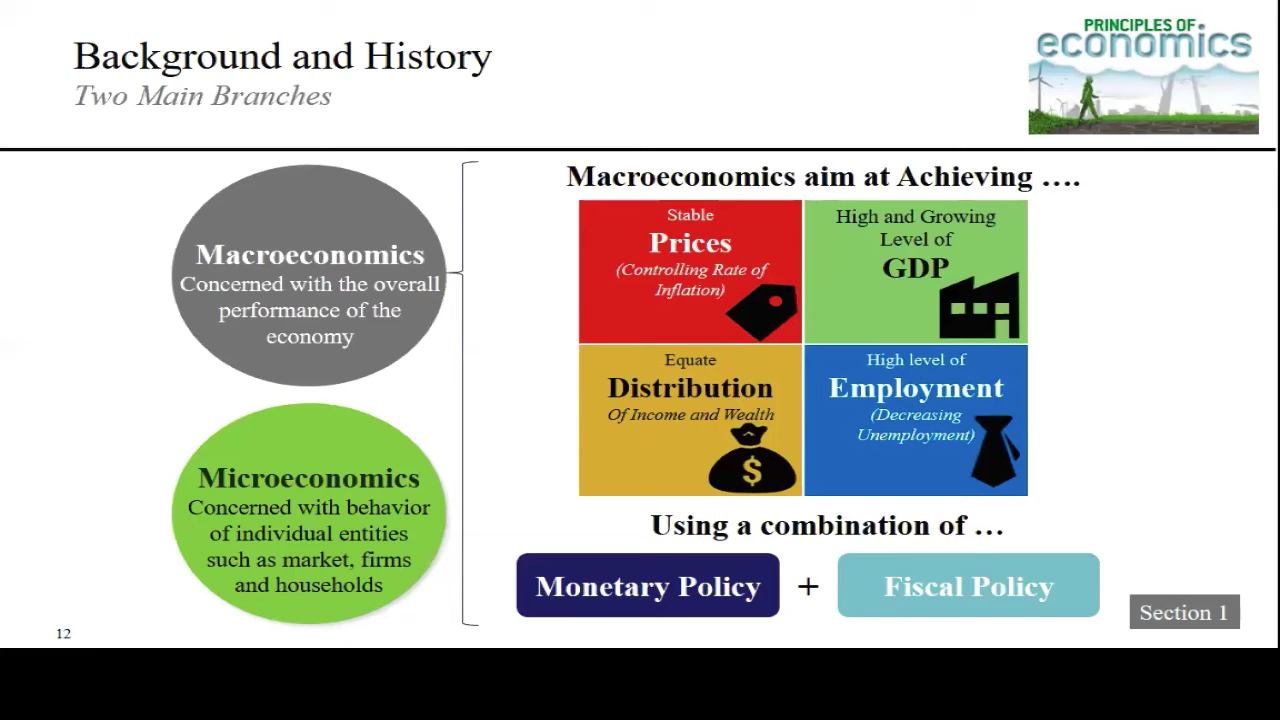 Background and History
Two Main Branches
PRINCIPLES OF
economics
Macroeconomics
Concerned with the overall
performance of the
economy
Microeconomics
Concerned with behavior
of individual entities
such as market, firms
and households
Macroeconomics aim at Achieving ….
Stable
Prices
(Controlling Rate of
Inflation)
High and Growing
Level of
GDP
Equate
Distribution
Of Income and Wealth
$
High level of
Employment
(Decreasing
Unemployment)
Using a combination of …
Monetary Policy + Fiscal Policy
Section 1
12